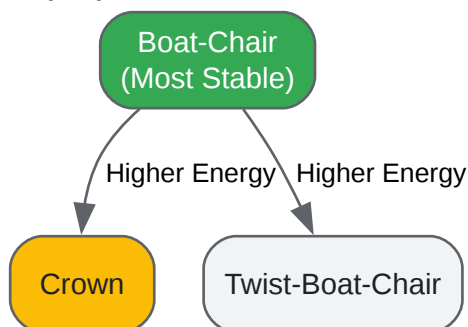 Boat-Chair
(Most Stable)
Higher Energy Higher Energy
Crown
Twist-Boat-Chair